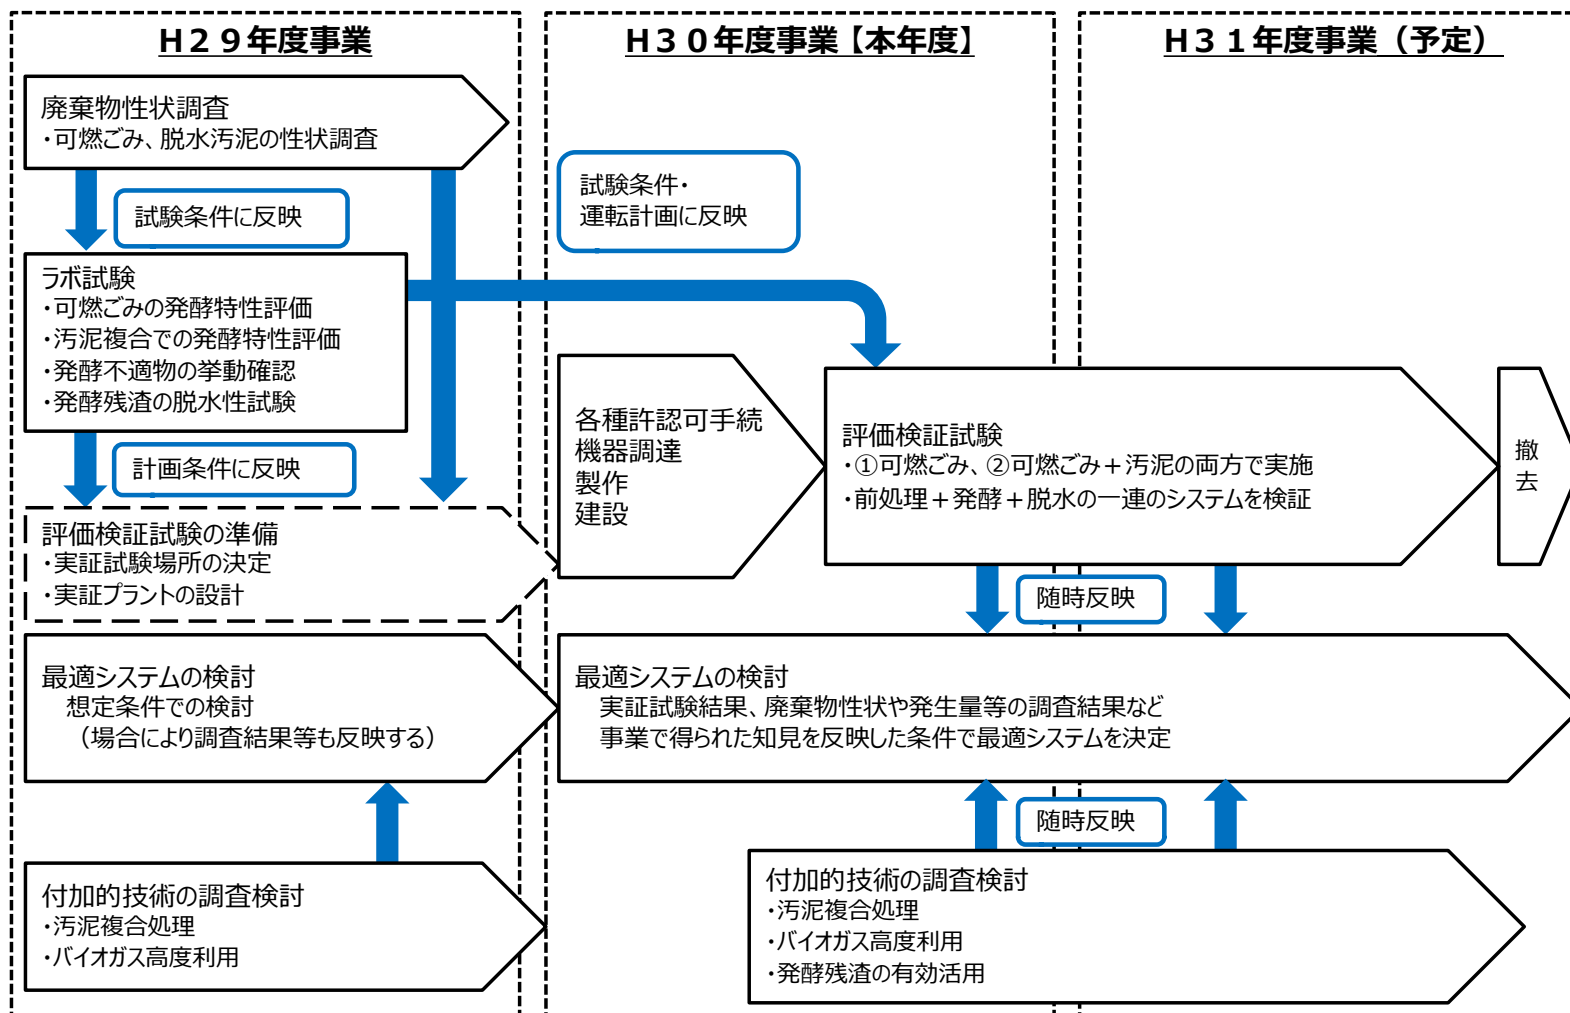 H29年度事業
廃棄物性状調査
・可燃ごみ、脱水汚泥の性状調査
試験条件に反映
ラボ試験
・可燃ごみの発酵特性評価
・汚泥複合での発酵特性評価
・発酵不適物の挙動確認
・発酵残渣の脱水性試験
計画条件に反映
評価検証試験の準備
・実証試験場所の決定
・実証プラントの設計
最適システムの検討
想定条件での検討
（場合により調査結果等も反映する）
付加的技術の調査検討
・汚泥複合処理
・バイオガス高度利用
H30年度事業【本年度】
試験条件・
運転計画に反映
各種許認可手続
機器調達
製作
建設
H31年度事業（予定）
評価検証試験
・①可燃ごみ、②可燃ごみ＋汚泥の両方で実施
・前処理＋発酵＋脱水の一連のシステムを検証
撤
去
随時反映
最適システムの検討
実証試験結果、廃棄物性状や発生量等の調査結果など
事業で得られた知見を反映した条件で最適システムを決定
随時反映
付加的技術の調査検討
・汚泥複合処理
・バイオガス高度利用
・発酵残渣の有効活用